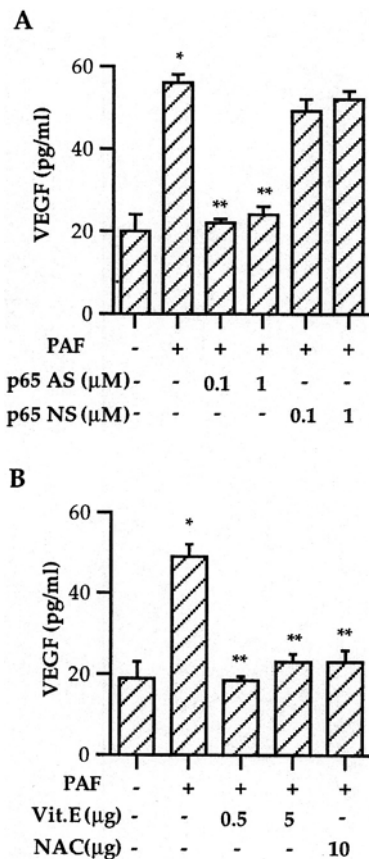 A
60
40
20
0
VEGF (pg/ml)
*
**
**
PAF - + + + + +
p65 AS (μM) - - 0.1 1 - -
p65 NS (μM) - - - - 0.1 1
B
60
40
20
0
VEGF (pg/ml)
*
**
**
**
PAF - + + + +
Vit.E (μg) - - 0.5 5 -
NAC(μg) - - - - 10